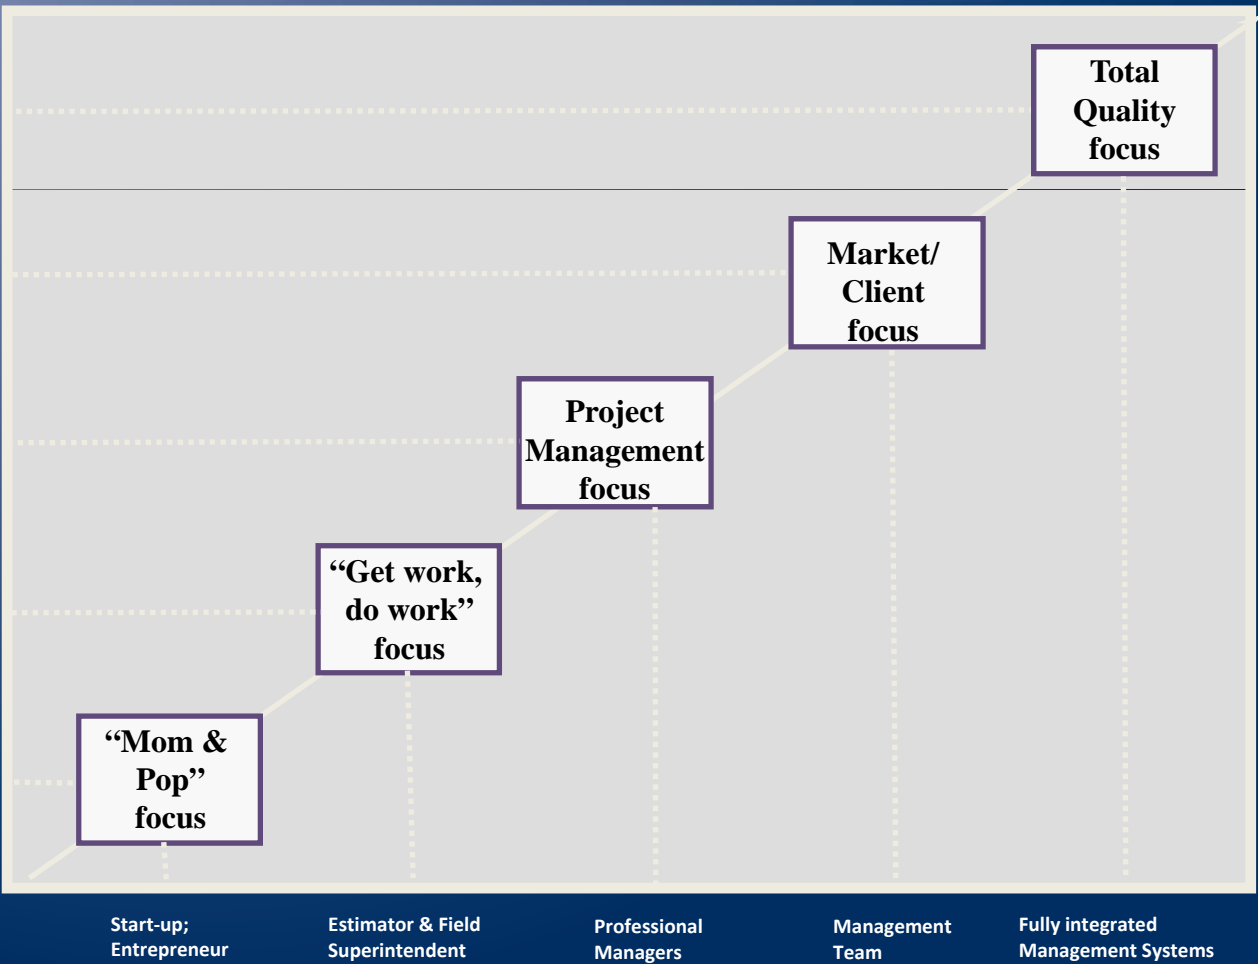 Total
Quality
focus
Market/
Client
focus
Project
Management
focus
“Get work,
do work”
focus
“Mom &
Pop”
focus
Start-up;
Entrepreneur
Estimator & Field
Superintendent
Professional
Managers
Management
Team
Fully integrated
Management Systems